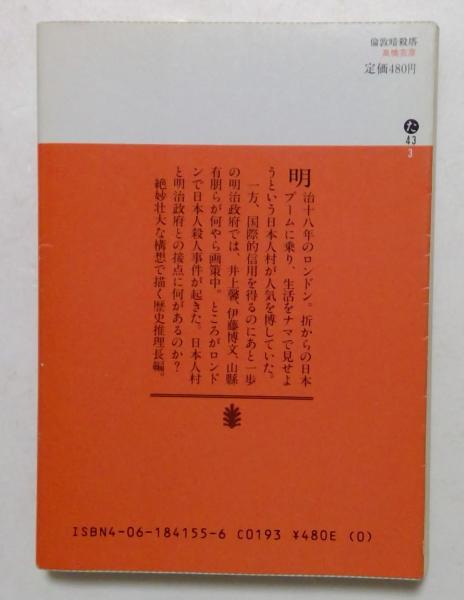 倫敦暗殺塔
高橋克彦
定価480円
た
43
3
明治十八年のロンドン。折からの日本
ブームに乗り、生活をナマで見せよ
うという日本人村が人気を博していた。
一方、国際的信用を得るのにあと一歩
の明治政府では、井上馨、伊藤博文、山縣
有朋らが何やら画策中。ところがロンド
ンで日本人殺人事件が起きた。日本人村
と明治政府との接点に何があるのか?
絶妙壮大な構想で描く歴史推理長編。
ISBN4-06-184155-6 C0193 ¥480E (0)